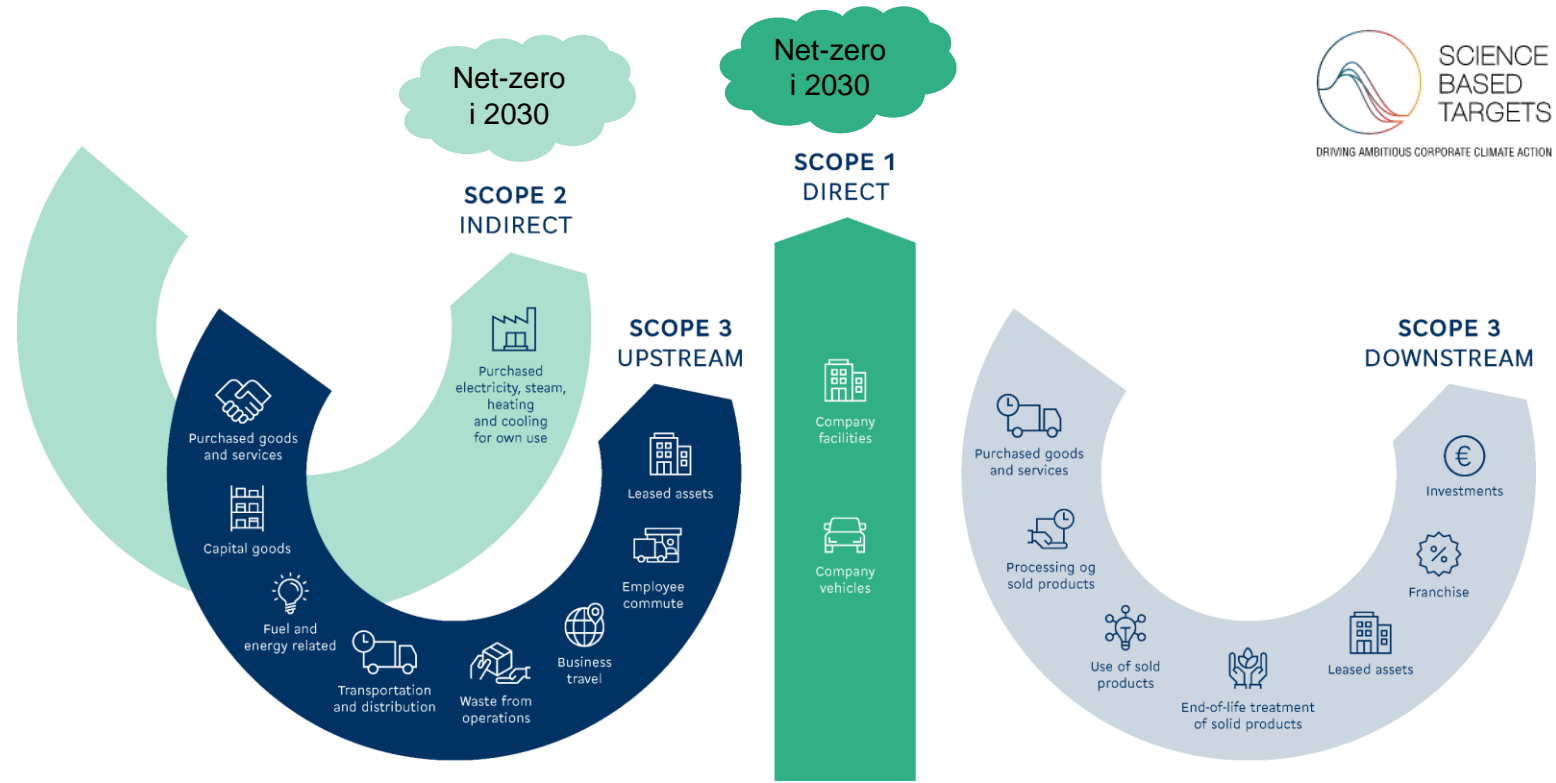 Net-zero
i 2030
Net-zero
i 2030
SCIENCE
BASED
TARGETS
DRIVING AMBITIOUS CORPORATE CLIMATE ACTION
SCOPE 2
INDIRECT
Purchased
electricity, steam,
heating
and cooling
for own use
SCOPE 3
UPSTREAM
Purchased goods
and services
Capital goods
Fuel and
energy related
Transportation
and distribution
Waste from
operations
Business
travel
Employee
commute
Leased assets
SCOPE 1
DIRECT
Company
facilities
Company
vehicles
SCOPE 3
DOWNSTREAM
Purchased goods
and services
Processing og
sold products
Use of sold
products
End-of-life treatment
of solid products
Leased assets
Franchise
%
Investments
€